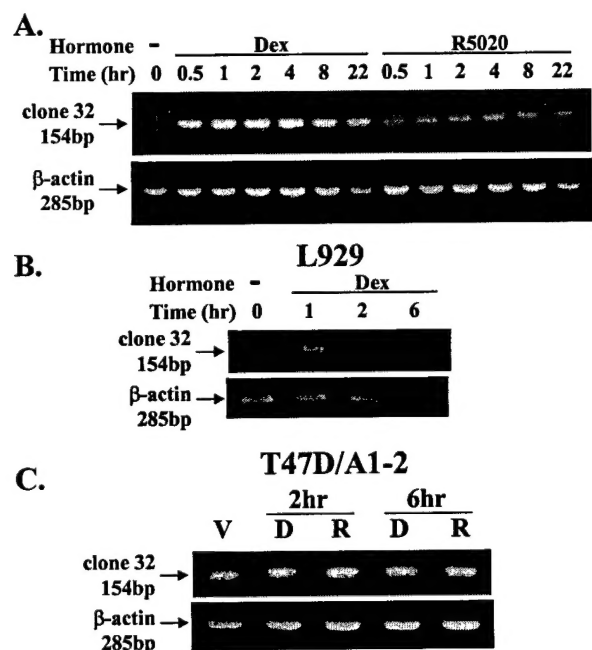 A.
Hormone – Dex R5020
Time (hr) 0 0.5 1 2 4 8 22 0.5 1 2 4 8 22
clone 32
154bp
β-actin
285bp
L929
B.
Hormone – Dex
Time (hr) 0 1 2 6
clone 32
154bp
β-actin
285bp
T47D/A1-2
C.
2hr 6hr
V D R D R
clone 32
154bp
β-actin
285bp